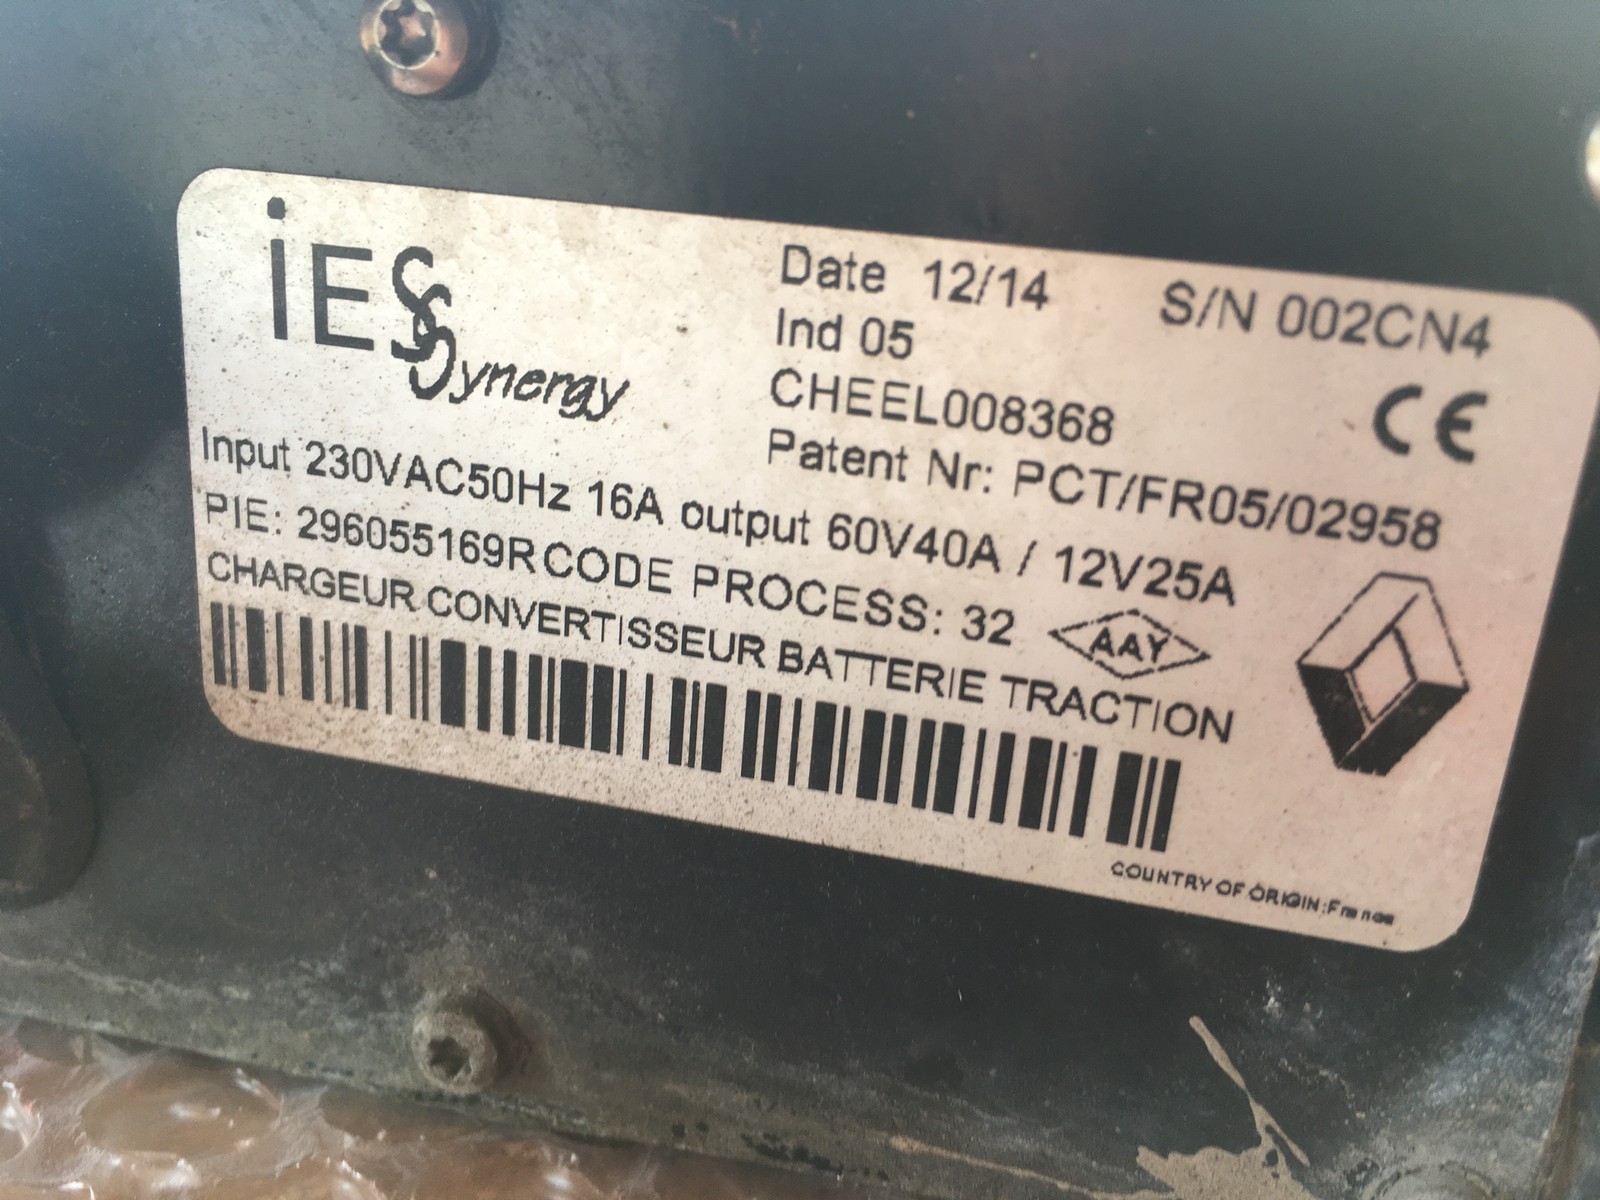 iES Synergy
Date 12/14 S/N 002CN4
Ind 05
CHEEL008368 CE
Patent Nr: PCT/FR05/02958
Input 230VAC50Hz 16A output 60V40A / 12V25A
PIE: 296055169R CODE PROCESS: 32 AAY
CHARGEUR CONVERTISSEUR BATTERIE TRACTION
COUNTRY OF ORIGIN:France